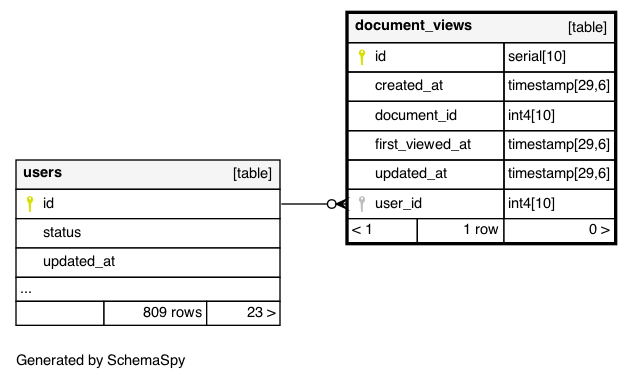 document_views [table]
id serial[10]
created_at timestamp[29,6]
document_id int4[10]
first_viewed_at timestamp[29,6]
updated_at timestamp[29,6]
user_id int4[10]
< 1 1 row 0 >
users [table]
id
status
updated_at
...
809 rows 23 >
Generated by SchemaSpy